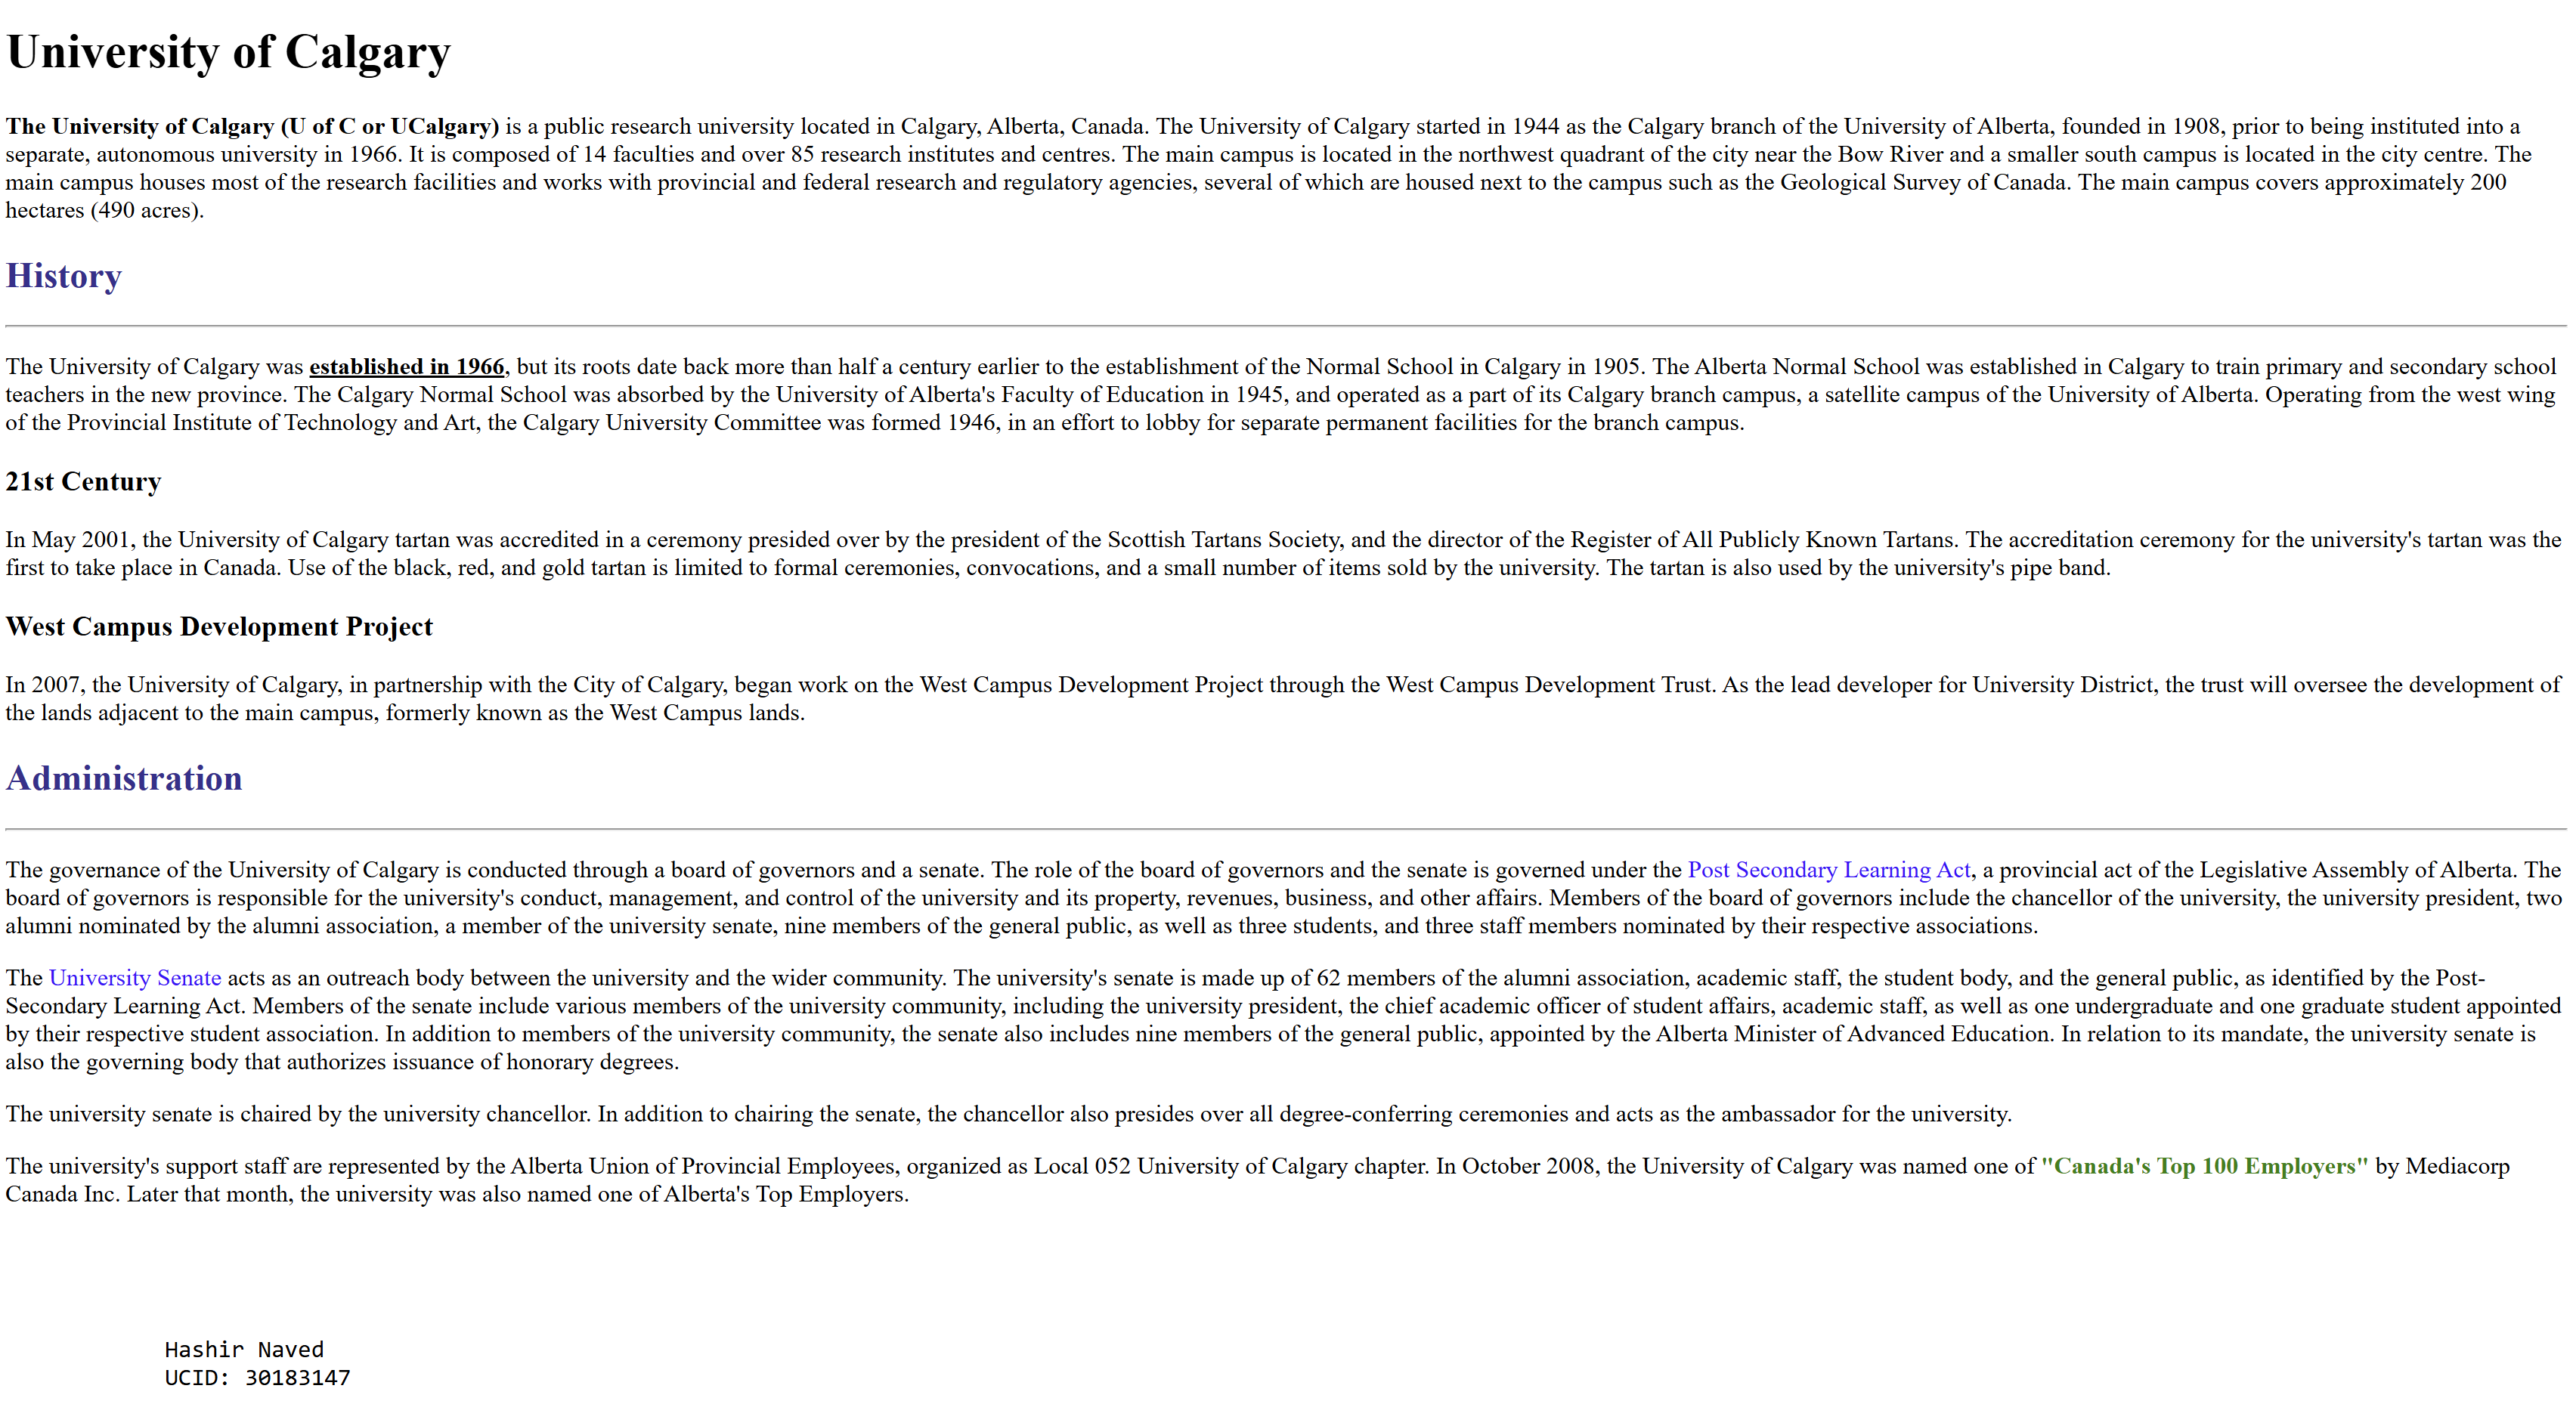 University of Calgary
The University of Calgary (U of C or UCalgary) is a public research university located in Calgary, Alberta, Canada. The University of Calgary started in 1944 as the Calgary branch of the University of Alberta, founded in 1908, prior to being instituted into a
separate, autonomous university in 1966. It is composed of 14 faculties and over 85 research institutes and centres. The main campus is located in the northwest quadrant of the city near the Bow River and a smaller south campus is located in the city centre. The
main campus houses most of the research facilities and works with provincial and federal research and regulatory agencies, several of which are housed next to the campus such as the Geological Survey of Canada. The main campus covers approximately 200
hectares (490 acres).
History
The University of Calgary was established in 1966, but its roots date back more than half a century earlier to the establishment of the Normal School in Calgary in 1905. The Alberta Normal School was established in Calgary to train primary and secondary school
teachers in the new province. The Calgary Normal School was absorbed by the University of Alberta's Faculty of Education in 1945, and operated as a part of its Calgary branch campus, a satellite campus of the University of Alberta. Operating from the west wing
of the Provincial Institute of Technology and Art, the Calgary University Committee was formed 1946, in an effort to lobby for separate permanent facilities for the branch campus.
21st Century
In May 2001, the University of Calgary tartan was accredited in a ceremony presided over by the president of the Scottish Tartans Society, and the director of the Register of All Publicly Known Tartans. The accreditation ceremony for the university's tartan was the
first to take place in Canada. Use of the black, red, and gold tartan is limited to formal ceremonies, convocations, and a small number of items sold by the university. The tartan is also used by the university's pipe band.
West Campus Development Project
In 2007, the University of Calgary, in partnership with the City of Calgary, began work on the West Campus Development Project through the West Campus Development Trust. As the lead developer for University District, the trust will oversee the development of
the lands adjacent to the main campus, formerly known as the West Campus lands.
Administration
The governance of the University of Calgary is conducted through a board of governors and a senate. The role of the board of governors and the senate is governed under the Post Secondary Learning Act, a provincial act of the Legislative Assembly of Alberta. The
board of governors is responsible for the university's conduct, management, and control of the university and its property, revenues, business, and other affairs. Members of the board of governors include the chancellor of the university, the university president, two
alumni nominated by the alumni association, a member of the university senate, nine members of the general public, as well as three students, and three staff members nominated by their respective associations.
The University Senate acts as an outreach body between the university and the wider community. The university's senate is made up of 62 members of the alumni association, academic staff, the student body, and the general public, as identified by the Post-
Secondary Learning Act. Members of the senate include various members of the university community, including the university president, the chief academic officer of student affairs, academic staff, as well as one undergraduate and one graduate student appointed
by their respective student association. In addition to members of the university community, the senate also includes nine members of the general public, appointed by the Alberta Minister of Advanced Education. In relation to its mandate, the university senate is
also the governing body that authorizes issuance of honorary degrees.
The university senate is chaired by the university chancellor. In addition to chairing the senate, the chancellor also presides over all degree-conferring ceremonies and acts as the ambassador for the university.
The university's support staff are represented by the Alberta Union of Provincial Employees, organized as Local 052 University of Calgary chapter. In October 2008, the University of Calgary was named one of "Canada's Top 100 Employers" by Mediacorp
Canada Inc. Later that month, the university was also named one of Alberta's Top Employers.
Hashir Naved
UCID: 30183147